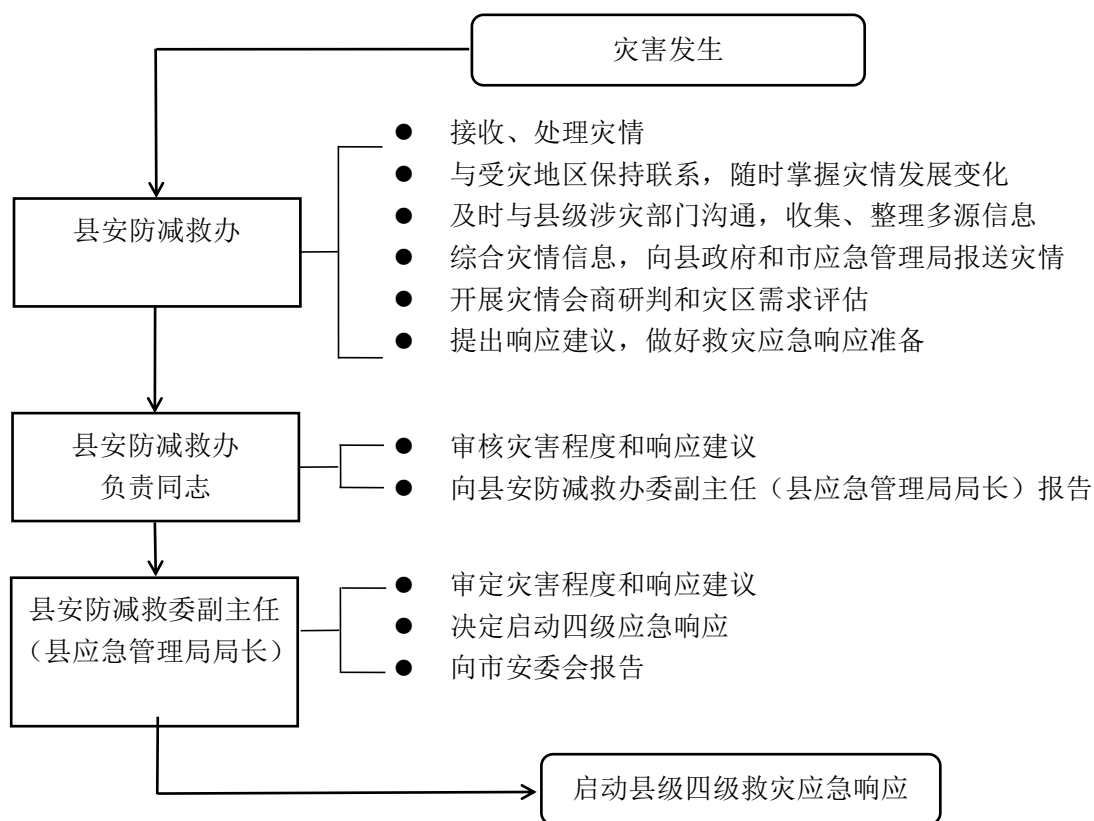 灾害发生
县安防减救办
● 接收、处理灾情
● 与受灾地区保持联系，随时掌握灾情发展变化
● 及时与县级涉灾部门沟通，收集、整理多源信息
● 综合灾情信息，向县政府和市应急管理局报送灾情
● 开展灾情会商研判和灾区需求评估
● 提出响应建议，做好救灾应急响应准备
县安防减救办
负责同志
● 审核灾害程度和响应建议
● 向县安防减救办委副主任（县应急管理局局长）报告
县安防减救委副主任
（县应急管理局局长）
● 审定灾害程度和响应建议
● 决定启动四级应急响应
● 向市安委会报告
启动县级四级救灾应急响应